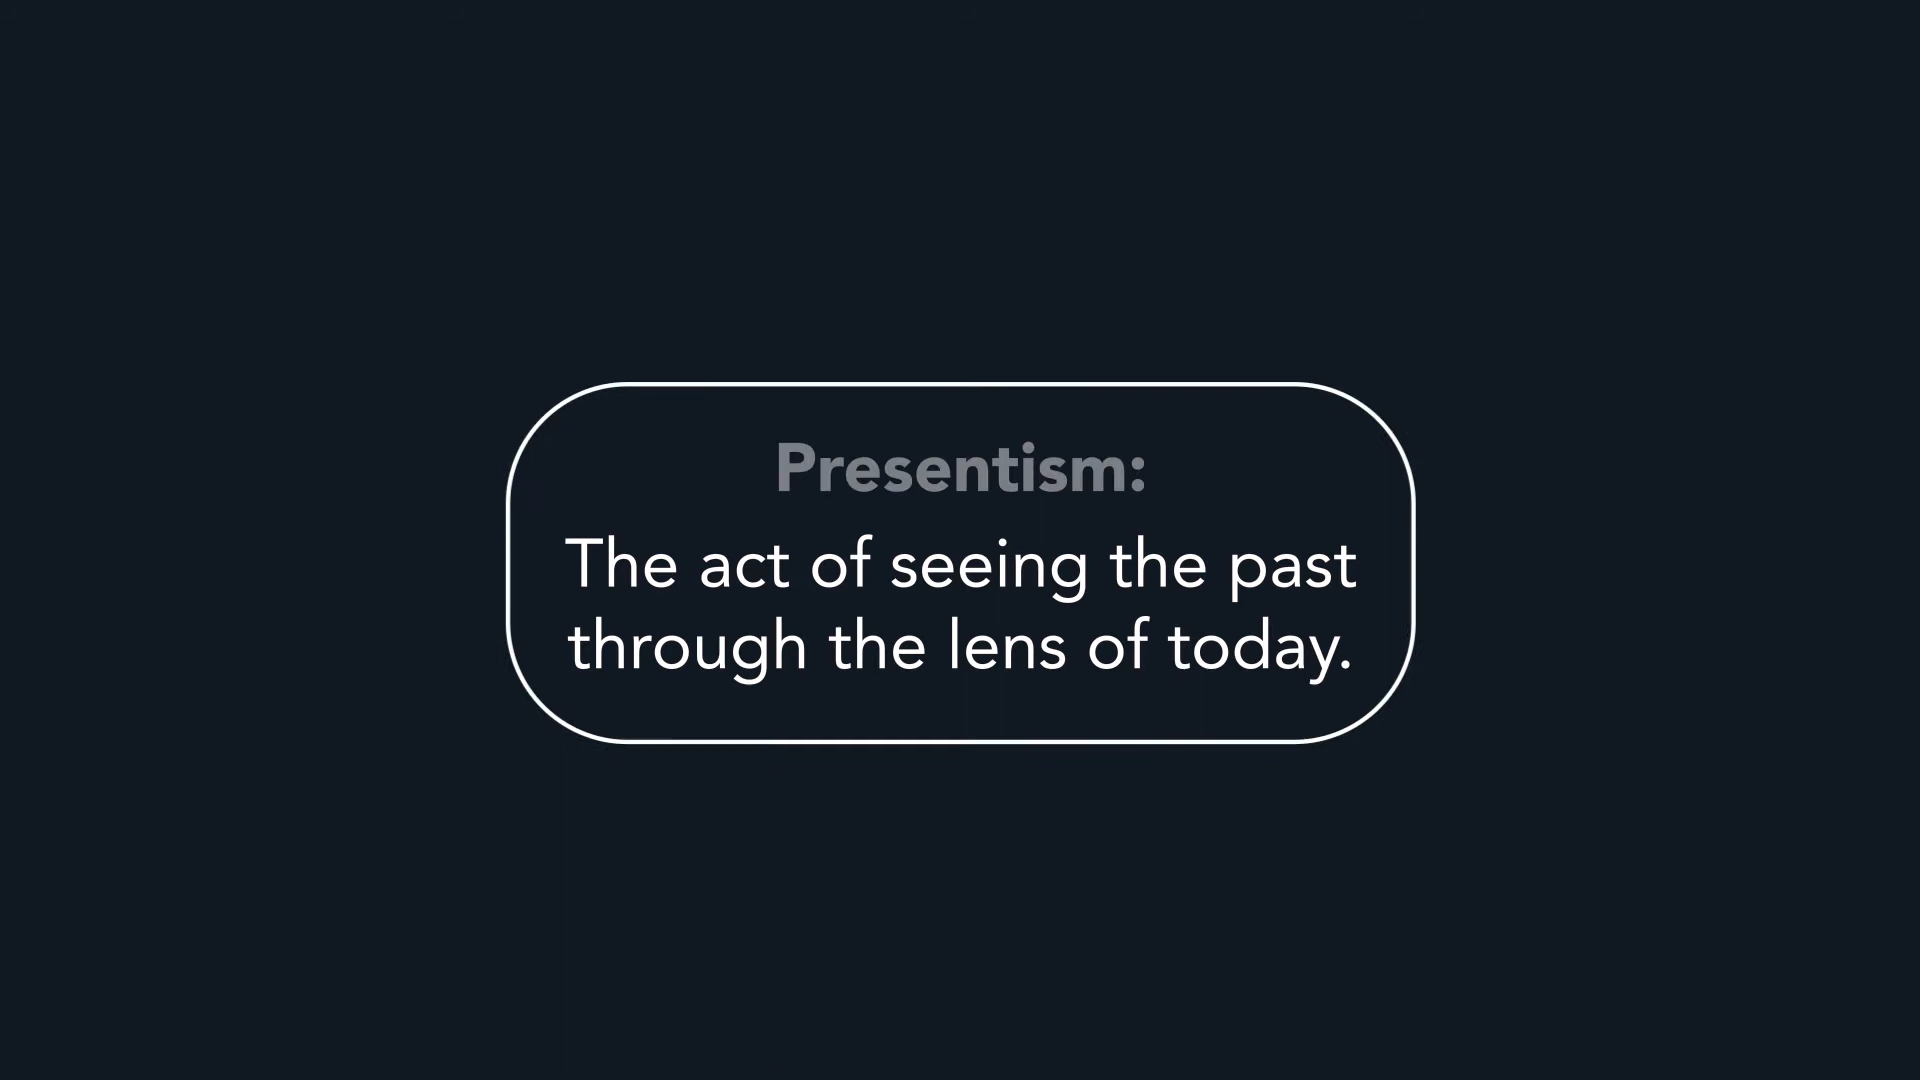 Presentism:
The act of seeing the past
through the lens of today.